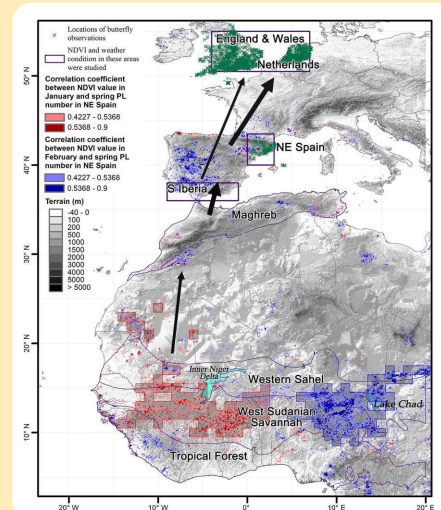 × Locations of butterfly
observations
NDVI and weather
condition in these areas
were studied
Correlation coefficient
between NDVI value in
January and spring PL
number in NE Spain
0.4227 - 0.5368
0.5368 - 0.9
Correlation coefficient
between NDVI value in
February and spring PL
number in NE Spain
0.4227 - 0.5368
0.5368 - 0.9
Terrain (m)
-40 - 0
100
200
500
1000
2000
3000
4000
5000
> 5000
England & Wales
Netherlands
NE Spain
S-Iberia
Maghreb
Inner Niger
Delta
Western Sahel
West Sudanian
Savannah
Lake Chad
Tropical Forest
50° N
40° N
30° N
20° N
10° N
20° W
10° W
0°
10° E
20° E